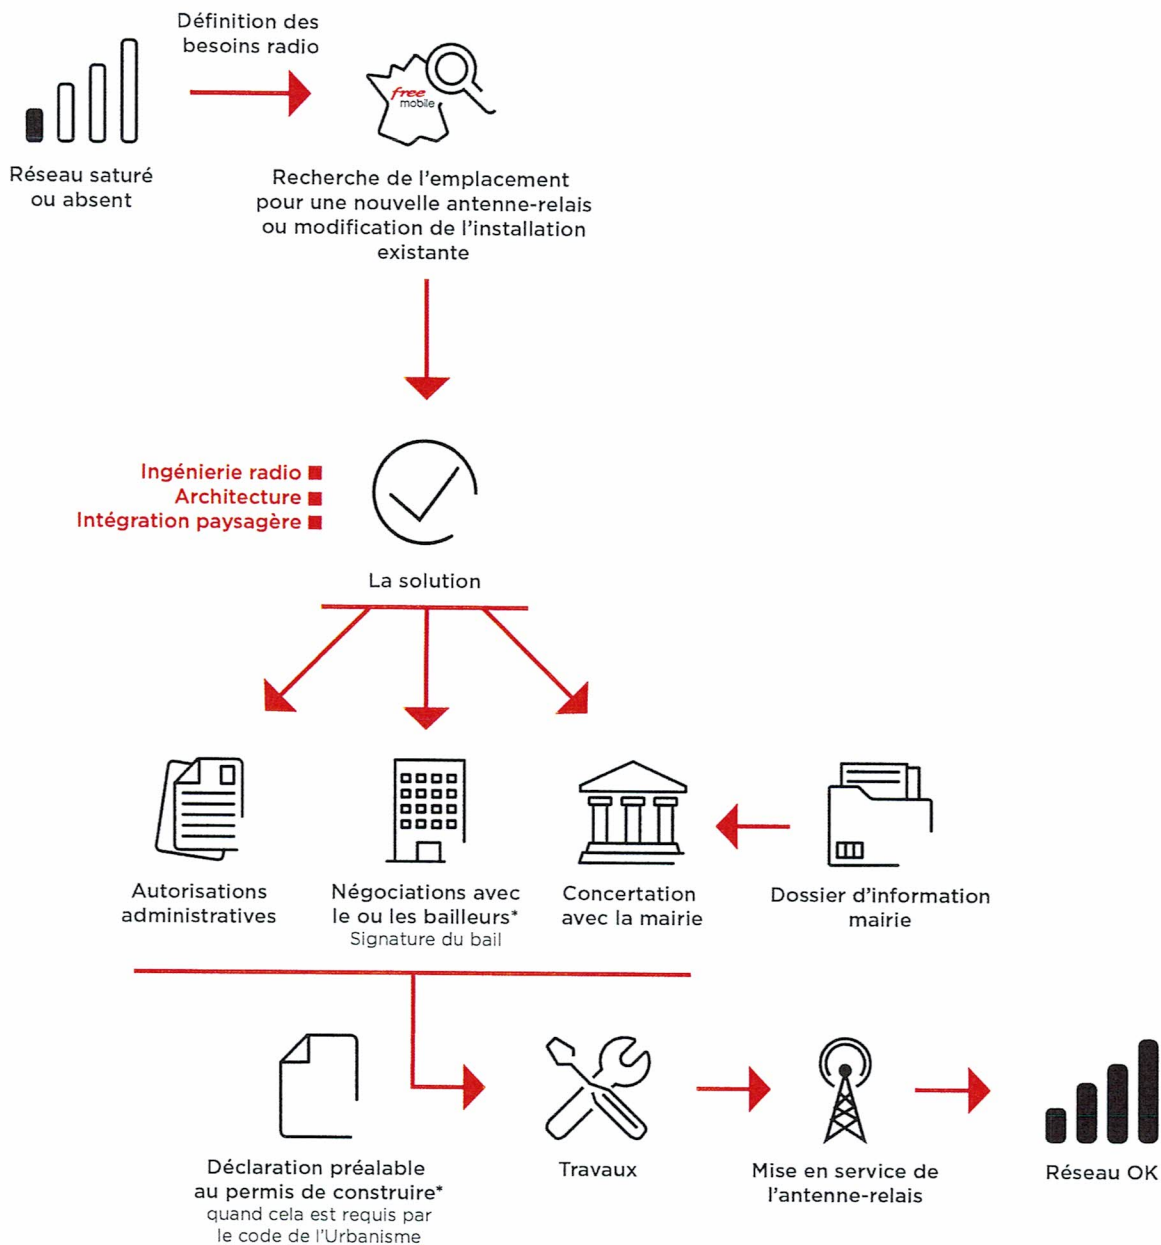 Définition des
besoins radio
free
mobile
Réseau saturé
ou absent
Recherche de l'emplacement
pour une nouvelle antenne-relais
ou modification de l'installation
existante
Ingénierie radio
Architecture
Intégration paysagère
La solution
Autorisations
administratives
Négociations avec
le ou les bailleurs*
Signature du bail
Concertation
avec la mairie
Dossier d'information
mairie
Déclaration préalable
au permis de construire*
quand cela est requis par
le code de l'Urbanisme
Travaux
Mise en service de
l'antenne-relais
Réseau OK